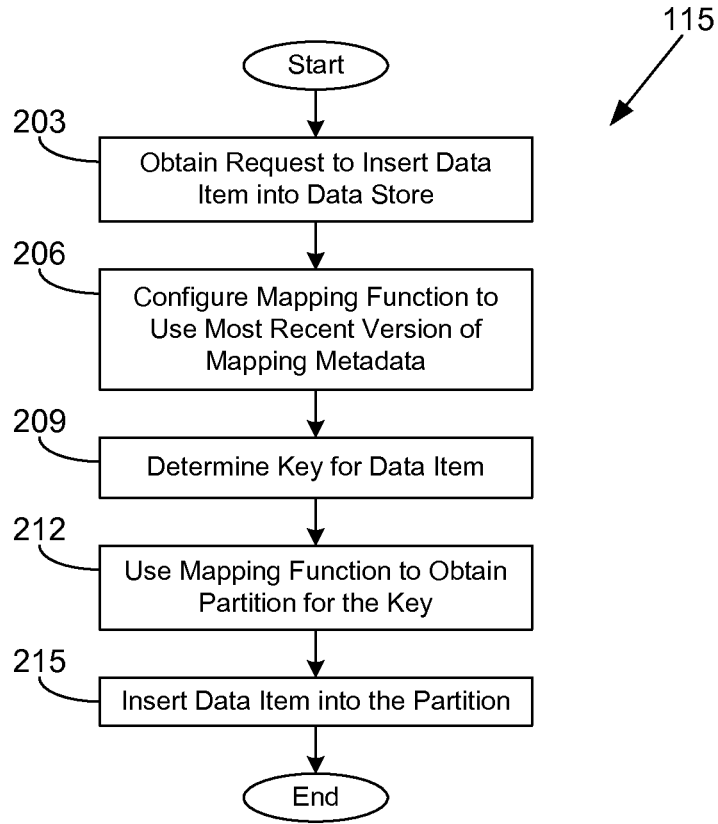 115
Start
203
Obtain Request to Insert Data
Item into Data Store
206
Configure Mapping Function to
Use Most Recent Version of
Mapping Metadata
209
Determine Key for Data Item
212
Use Mapping Function to Obtain
Partition for the Key
215
Insert Data Item into the Partition
End